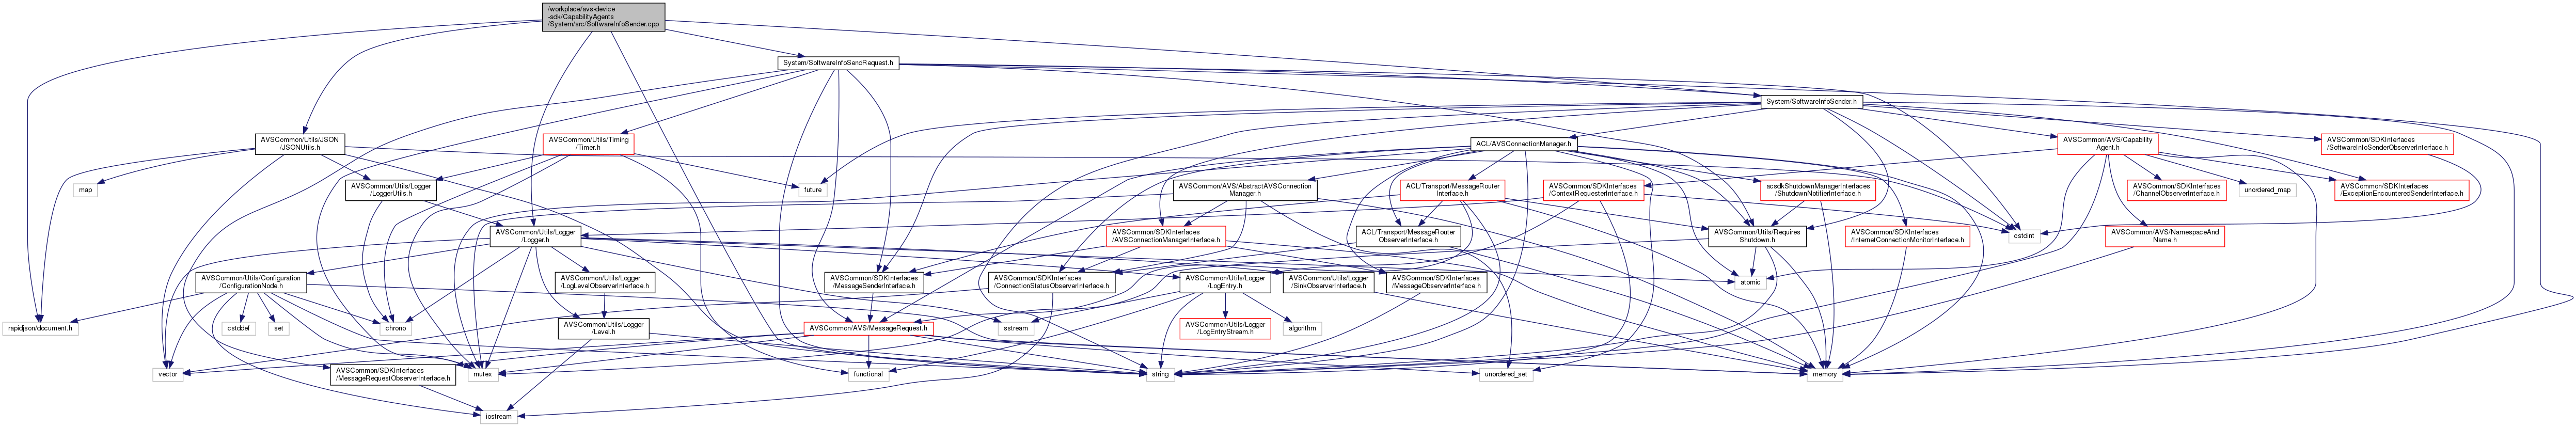 /workplace/avs-device
-sdk/CapabilityAgents
/System/src/SoftwareInfoSender.cpp
System/SoftwareInfoSendRequest.h
System/SoftwareInfoSender.h
AVSCommon/Utils/JSON
/JSONUtils.h
AVSCommon/Utils/Timing
/Timer.h
ACL/AVSConnectionManager.h
AVSCommon/AVS/Capability
Agent.h
AVSCommon/SDKInterfaces
/SoftwareInfoSenderObserverInterface.h
map
AVSCommon/Utils/Logger
/LoggerUtils.h
future
AVSCommon/AVS/AbstractAVSConnection
Manager.h
ACL/Transport/MessageRouter
Interface.h
AVSCommon/SDKInterfaces
/ContextRequesterInterface.h
acsdkShutdownManagerInterfaces
/ShutdownNotifierInterface.h
AVSCommon/SDKInterfaces
/ChannelObserverInterface.h
unordered_map
AVSCommon/SDKInterfaces
/ExceptionEncounteredSenderInterface.h
AVSCommon/Utils/Logger
/Logger.h
AVSCommon/SDKInterfaces
/AVSConnectionManagerInterface.h
ACL/Transport/MessageRouter
ObserverInterface.h
AVSCommon/Utils/Requires
Shutdown.h
AVSCommon/SDKInterfaces
/InternetConnectionMonitorInterface.h
cstdint
AVSCommon/AVS/NamespaceAnd
Name.h
AVSCommon/Utils/Configuration
/ConfigurationNode.h
AVSCommon/Utils/Logger
/LogLevelObserverInterface.h
AVSCommon/SDKInterfaces
/MessageSenderInterface.h
AVSCommon/SDKInterfaces
/ConnectionStatusObserverInterface.h
AVSCommon/Utils/Logger
/LogEntry.h
AVSCommon/Utils/Logger
/SinkObserverInterface.h
AVSCommon/SDKInterfaces
/MessageObserverInterface.h
atomic
rapidjson/document.h
cstddef
set
chrono
AVSCommon/Utils/Logger
/Level.h
AVSCommon/AVS/MessageRequest.h
sstream
AVSCommon/Utils/Logger
/LogEntryStream.h
algorithm
vector
AVSCommon/SDKInterfaces
/MessageRequestObserverInterface.h
mutex
functional
string
unordered_set
memory
iostream